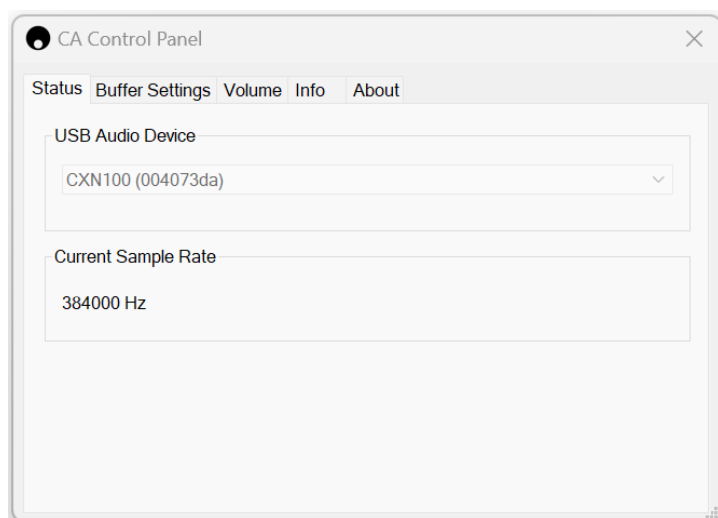 CA Control Panel
Status Buffer Settings Volume Info About
USB Audio Device
CXN100 (004073da)
Current Sample Rate
384000 Hz